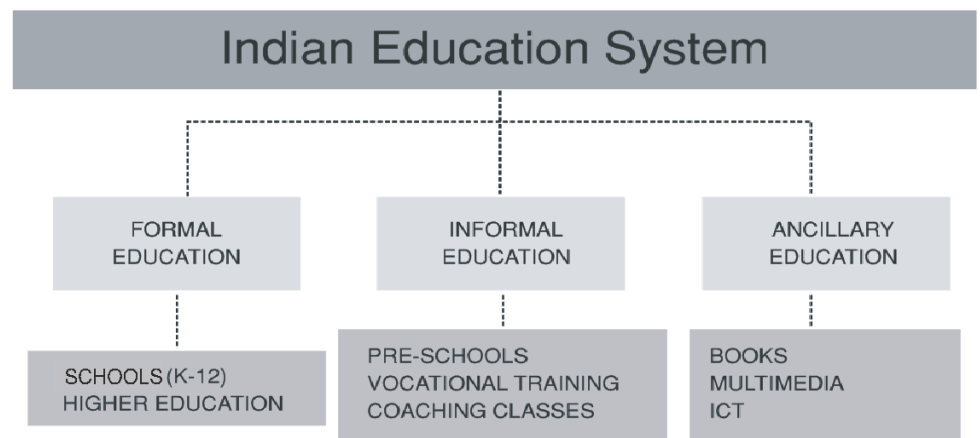 Indian Education System
FORMAL
EDUCATION
INFORMAL
EDUCATION
ANCILLARY
EDUCATION
SCHOOLS (K-12)
HIGHER EDUCATION
PRE-SCHOOLS
VOCATIONAL TRAINING
COACHING CLASSES
BOOKS
MULTIMEDIA
ICT